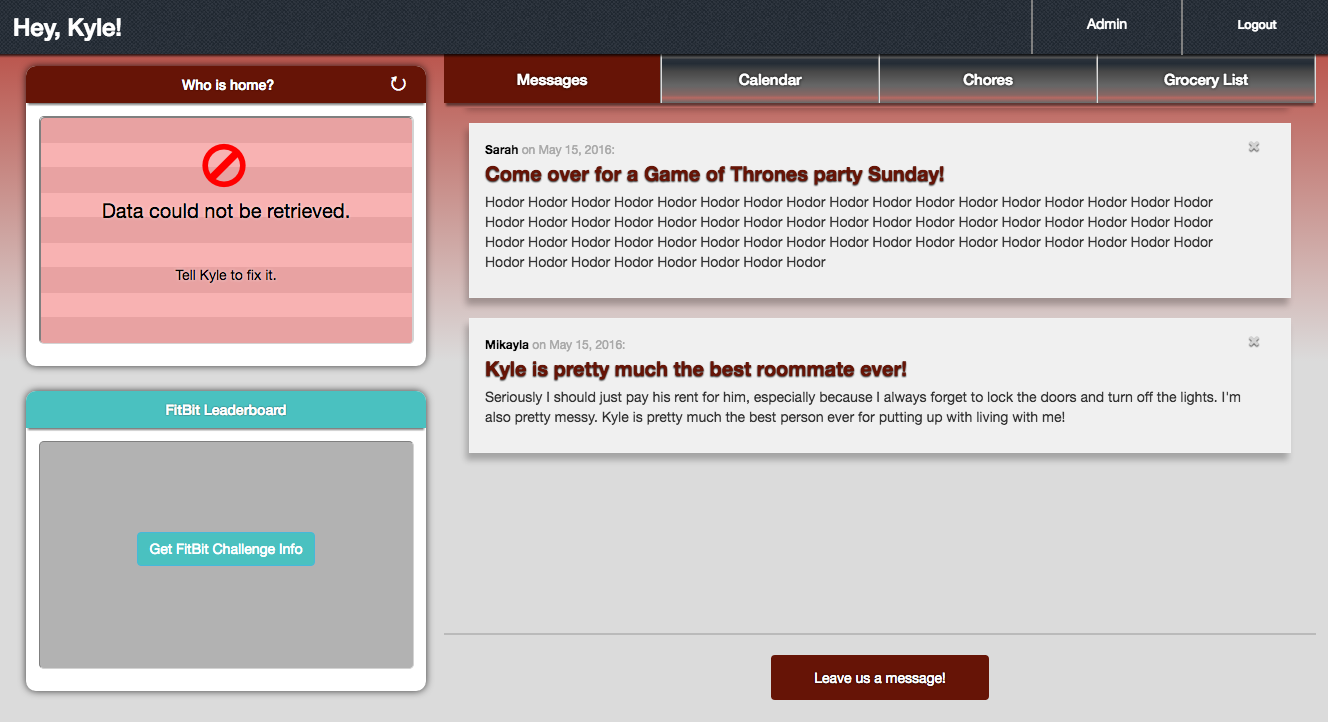 Hey, Kyle!
Admin
Logout
Who is home?
Data could not be retrieved.
Tell Kyle to fix it.
FitBit Leaderboard
Get FitBit Challenge Info
Messages
Calendar
Chores
Grocery List
Sarah on May 15, 2016:
Come over for a Game of Thrones party Sunday!
Hodor Hodor Hodor Hodor Hodor Hodor Hodor Hodor Hodor Hodor Hodor Hodor Hodor Hodor Hodor Hodor Hodor
Hodor Hodor Hodor Hodor Hodor Hodor Hodor Hodor Hodor Hodor Hodor Hodor Hodor Hodor Hodor Hodor Hodor
Hodor Hodor Hodor Hodor Hodor Hodor Hodor Hodor Hodor Hodor Hodor Hodor Hodor Hodor Hodor Hodor Hodor
Hodor Hodor Hodor Hodor Hodor Hodor Hodor Hodor
Mikayla on May 15, 2016:
Kyle is pretty much the best roommate ever!
Seriously I should just pay his rent for him, especially because I always forget to lock the doors and turn off the lights. I'm
also pretty messy. Kyle is pretty much the best person ever for putting up with living with me!
Leave us a message!